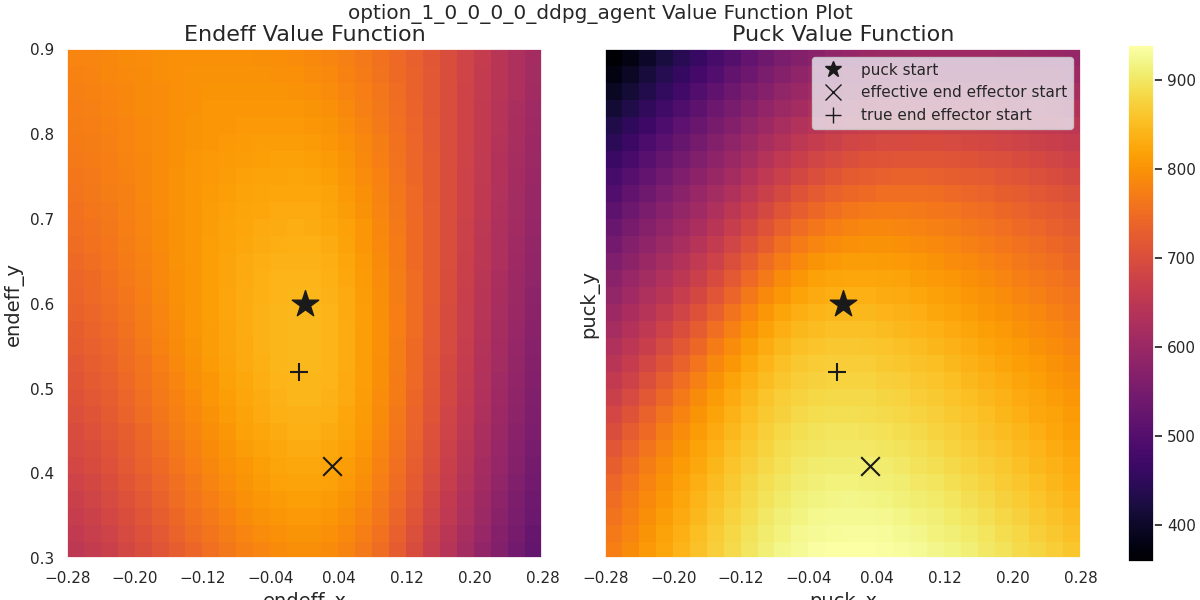 option_1_0_0_0_0_ddpg_agent Value Function Plot
Endeff Value Function
Puck Value Function
puck start
effective end effector start
true end effector start
0.9
0.8
0.7
0.6
0.5
0.4
0.3
endeff_y
−0.28 −0.20 −0.12 −0.04 0.04 0.12 0.20 0.28
endeff_x
puck_y
−0.28 −0.20 −0.12 −0.04 0.04 0.12 0.20 0.28
puck_x
900
800
700
600
500
400